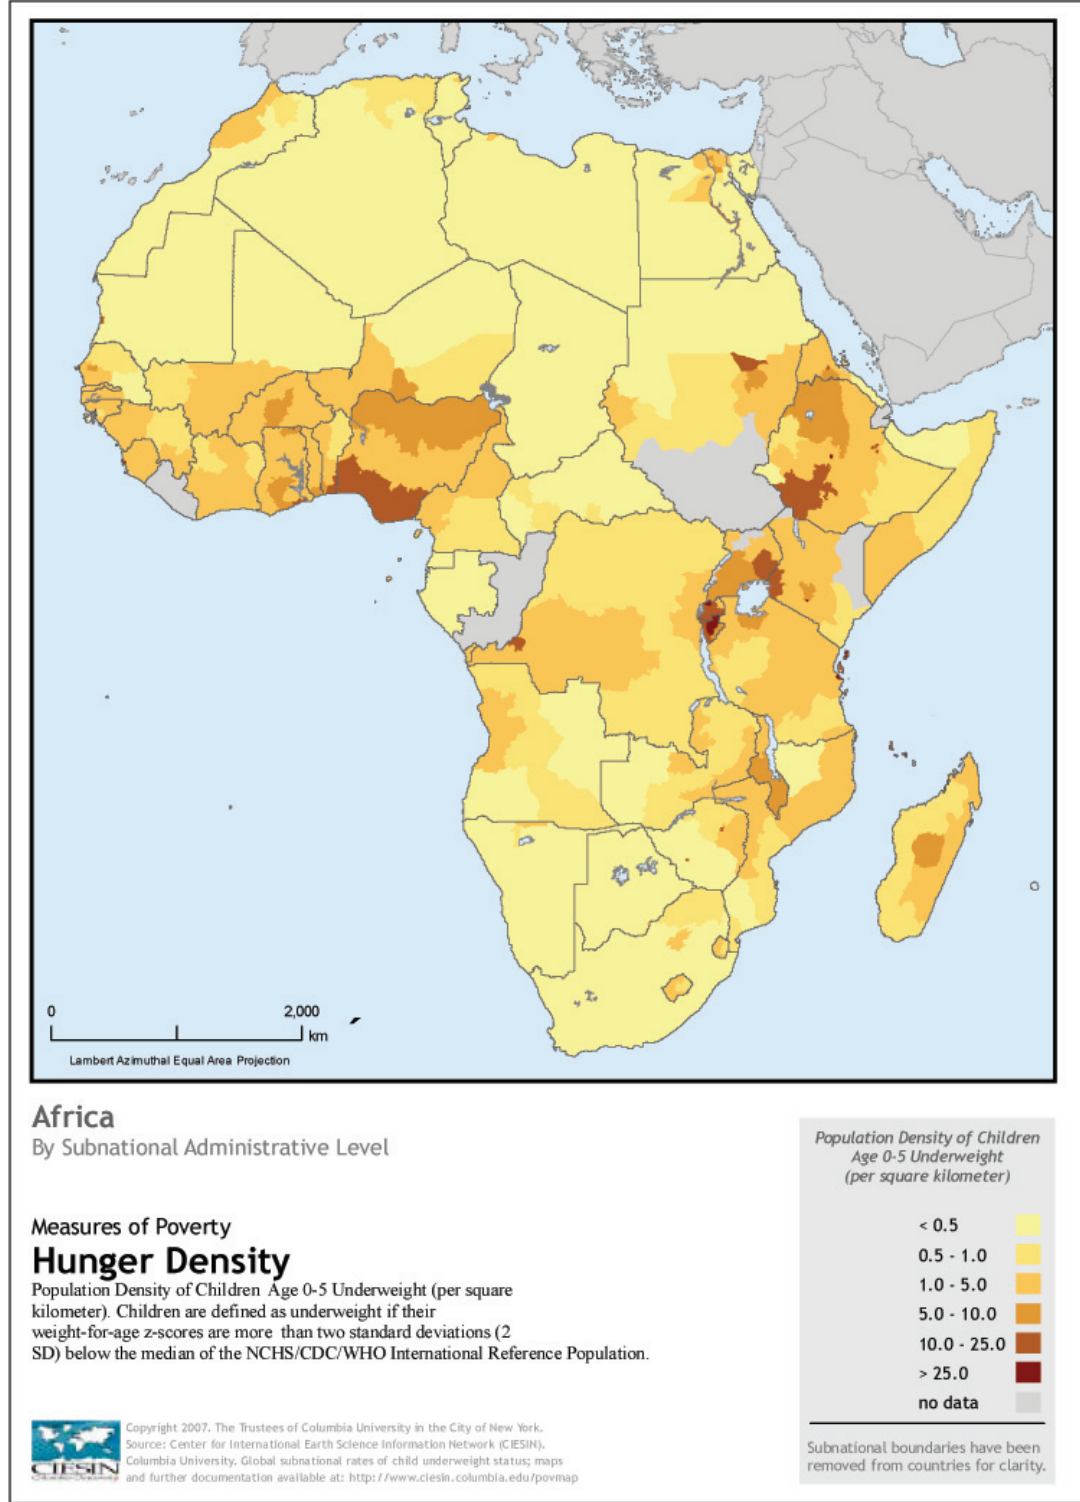 0 2,000
km
Lambert Azimuthal Equal Area Projection
Africa
By Subnational Administrative Level
Measures of Poverty
Hunger Density
Population Density of Children Age 0-5 Underweight (per square
kilometer). Children are defined as underweight if their
weight-for-age z-scores are more than two standard deviations (2
SD) below the median of the NCHS/CDC/WHO International Reference Population.
Population Density of Children
Age 0-5 Underweight
(per square kilometer)
< 0.5
0.5 - 1.0
1.0 - 5.0
5.0 - 10.0
10.0 - 25.0
> 25.0
no data
Subnational boundaries have been
removed from countries for clarity.
CIESIN
Copyright 2007. The Trustees of Columbia University in the City of New York.
Source: Center for International Earth Science Information Network (CIESIN),
Columbia University. Global subnational rates of child underweight status; maps
and further documentation available at: http://www.ciesin.columbia.edu/povmap